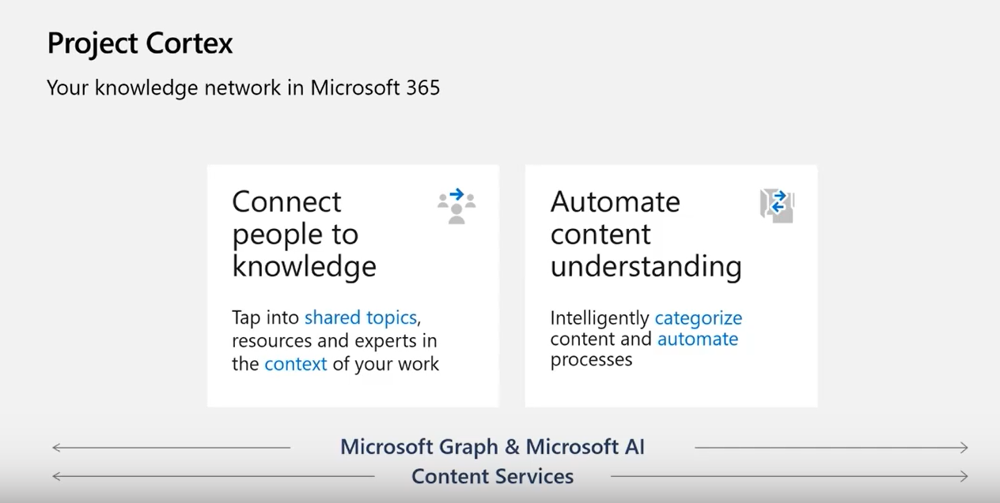 Project Cortex
Your knowledge network in Microsoft 365
Connect
people to
knowledge
Tap into shared topics,
resources and experts in
the context of your work
Automate
content
understanding
Intelligently categorize
content and automate
processes
Microsoft Graph & Microsoft AI
Content Services